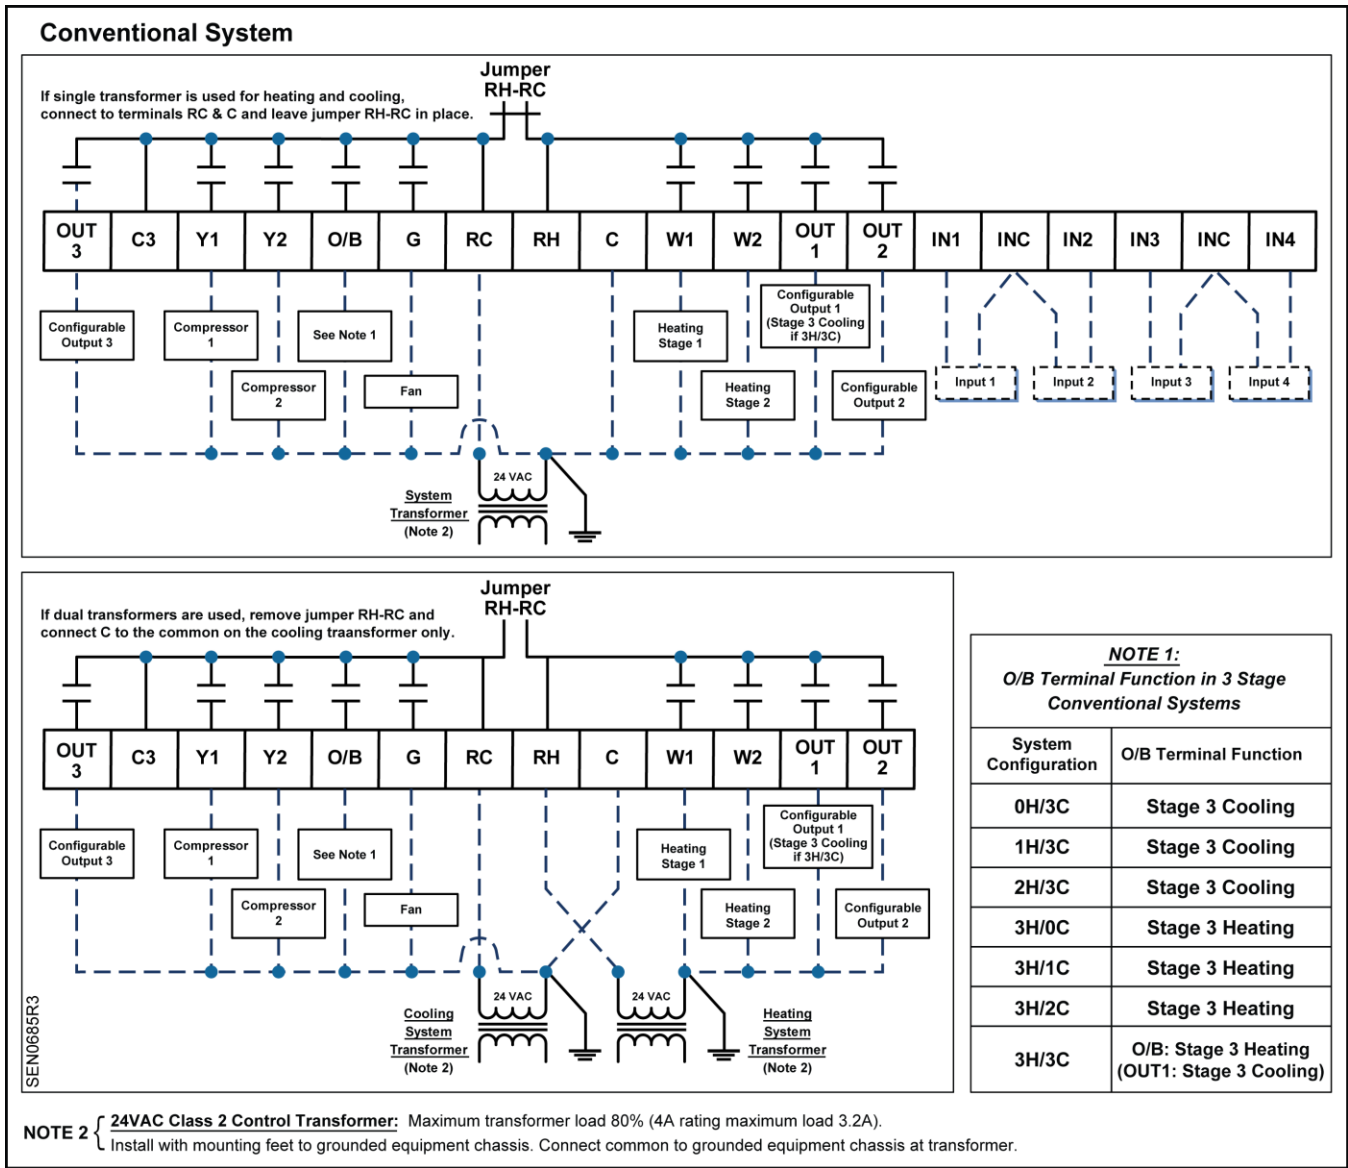 Conventional System
Jumper
RH-RC
If single transformer is used for heating and cooling,
connect to terminals RC & C and leave jumper RH-RC in place.
OUT 3
C3
Y1
Y2
O/B
G
RC
RH
C
W1
W2
OUT 1
OUT 2
IN1
INC
IN2
IN3
INC
IN4
Configurable
Output 3
Compressor
1
Compressor
2
See Note 1
Fan
Heating
Stage 1
Heating
Stage 2
Configurable
Output 1
(Stage 3 Cooling
if 3H/3C)
Configurable
Output 2
Input 1
Input 2
Input 3
Input 4
24 VAC
System
Transformer
(Note 2)
Jumper
RH-RC
If dual transformers are used, remove jumper RH-RC and
connect C to the common on the cooling traansformer only.
OUT 3
C3
Y1
Y2
O/B
G
RC
RH
C
W1
W2
OUT 1
OUT 2
Configurable
Output 3
Compressor
1
Compressor
2
See Note 1
Fan
Heating
Stage 1
Heating
Stage 2
Configurable
Output 1
(Stage 3 Cooling
if 3H/3C)
Configurable
Output 2
24 VAC
24 VAC
Cooling
System
Transformer
(Note 2)
Heating
System
Transformer
(Note 2)
SEN0685R3
NOTE 1:
O/B Terminal Function in 3 Stage
Conventional Systems
System
Configuration
O/B Terminal Function
0H/3C Stage 3 Cooling
1H/3C Stage 3 Cooling
2H/3C Stage 3 Cooling
3H/0C Stage 3 Heating
3H/1C Stage 3 Heating
3H/2C Stage 3 Heating
3H/3C
O/B: Stage 3 Heating
(OUT1: Stage 3 Cooling)
NOTE 2
24VAC Class 2 Control Transformer: Maximum transformer load 80% (4A rating maximum load 3.2A).
Install with mounting feet to grounded equipment chassis. Connect common to grounded equipment chassis at transformer.